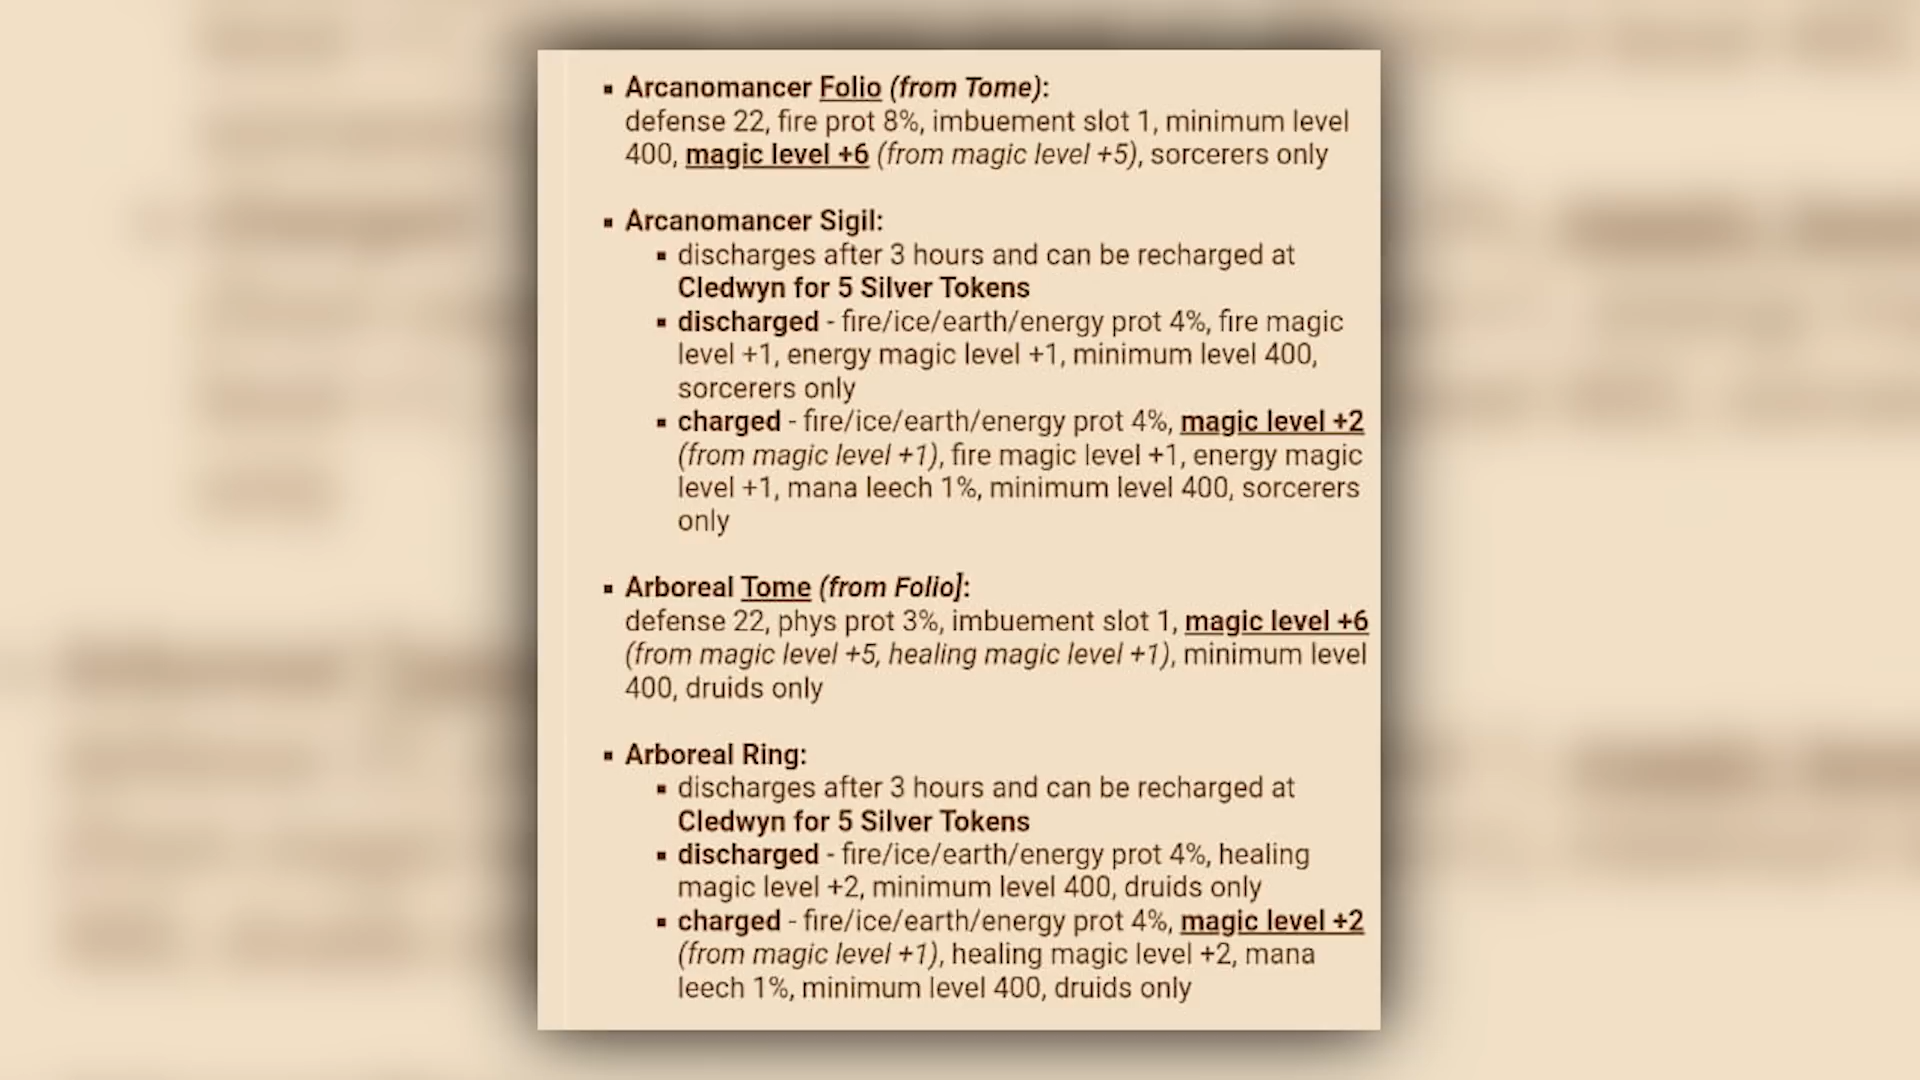 Arcanomancer Folio (from Tome):
defense 22, fire prot 8%, imbuement slot 1, minimum level
400, magic level +6 (from magic level +5), sorcerers only
Arcanomancer Sigil:
discharges after 3 hours and can be recharged at
Cledwyn for 5 Silver Tokens
discharged - fire/ice/earth/energy prot 4%, fire magic
level +1, energy magic level +1, minimum level 400,
sorcerers only
charged - fire/ice/earth/energy prot 4%, magic level +2
(from magic level +1), fire magic level +1, energy magic
level +1, mana leech 1%, minimum level 400, sorcerers
only
Arboreal Tome (from Folio]:
defense 22, phys prot 3%, imbuement slot 1, magic level +6
(from magic level +5, healing magic level +1), minimum level
400, druids only
Arboreal Ring:
discharges after 3 hours and can be recharged at
Cledwyn for 5 Silver Tokens
discharged - fire/ice/earth/energy prot 4%, healing
magic level +2, minimum level 400, druids only
charged - fire/ice/earth/energy prot 4%, magic level +2
(from magic level +1), healing magic level +2, mana
leech 1%, minimum level 400, druids only